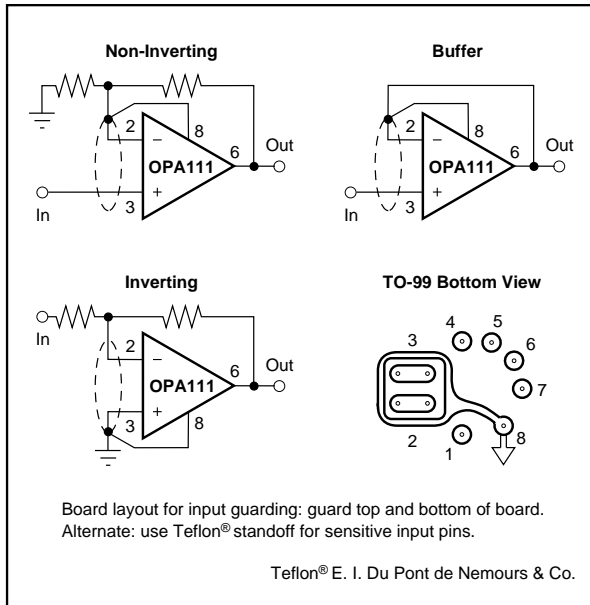 Non-Inverting
2
8
−
OPA111
6
Out
+
In
3
Buffer
2
8
−
OPA111
6
Out
+
In
3
Inverting
In
2
−
OPA111
6
Out
+
3
8
TO-99 Bottom View
3
4
5
6
7
8
2
1
Board layout for input guarding: guard top and bottom of board.
Alternate: use Teflon® standoff for sensitive input pins.
Teflon® E. I. Du Pont de Nemours & Co.